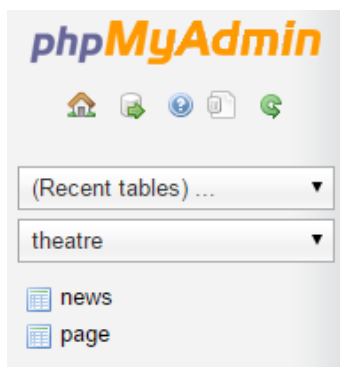 phpMyAdmin
(Recent tables) ...
theatre
news
page